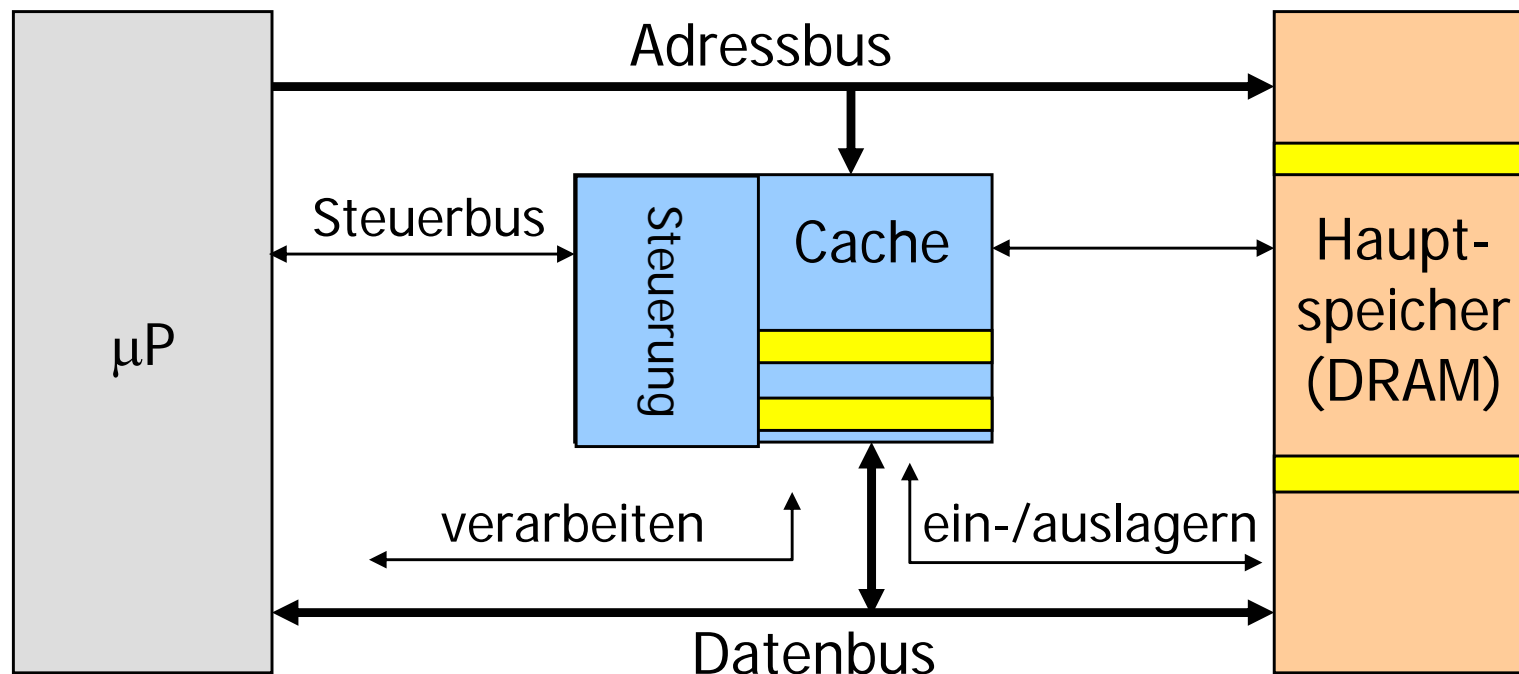 Adressbus
Steuerbus
Steuerung
Cache
Haupt-
speicher
(DRAM)
μP
verarbeiten
ein-/auslagern
Datenbus